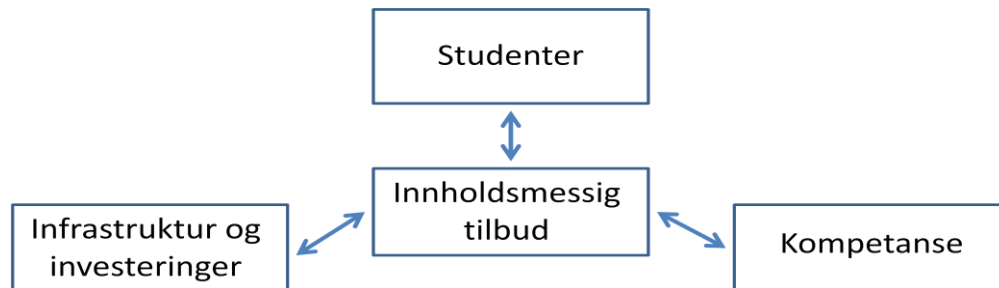 Studenter
Innholdsmessig
tilbud
Infrastruktur og
investeringer
Kompetanse